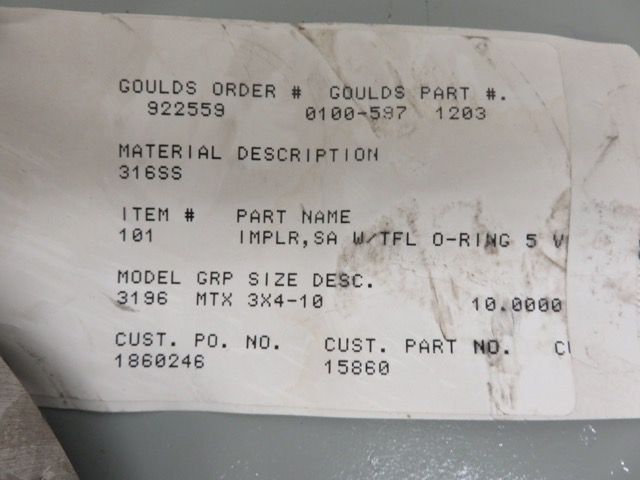 GOULDS ORDER # GOULDS PART #.
922559 0100-597 1203
MATERIAL DESCRIPTION
316SS
ITEM # PART NAME
101 IMPLR,SA W/TFL O-RING 5 V
MODEL GRP SIZE DESC.
3196 MTX 3X4-10 10.0000
CUST. PO. NO. CUST. PART NO.
1860246 15860